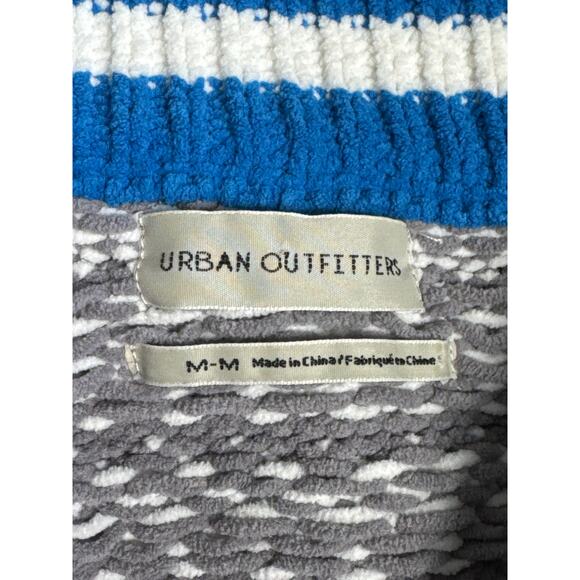 URBAN OUTFITTERS
M-M Made in China/Fabriqué en Chine